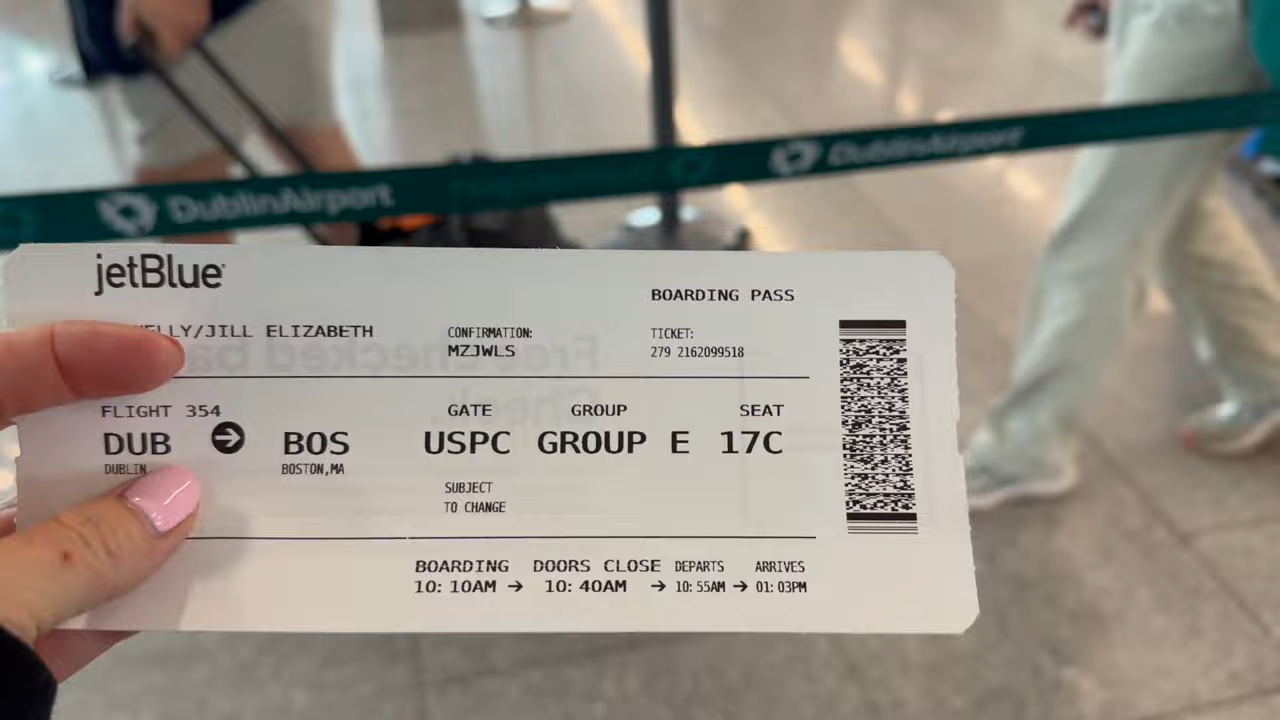 DublinAirport
DublinAirport
jetBlue
BOARDING PASS
ELLY/JILL ELIZABETH
CONFIRMATION:
MZJWLS
TICKET:
279 2162099518
FLIGHT 354
DUB
DUBLIN
BOS
BOSTON,MA
GATE
USPC
SUBJECT
TO CHANGE
GROUP
GROUP E
SEAT
17C
BOARDING
10:10AM
DOORS CLOSE
10:40AM
DEPARTS
10:55AM
ARRIVES
01:03PM